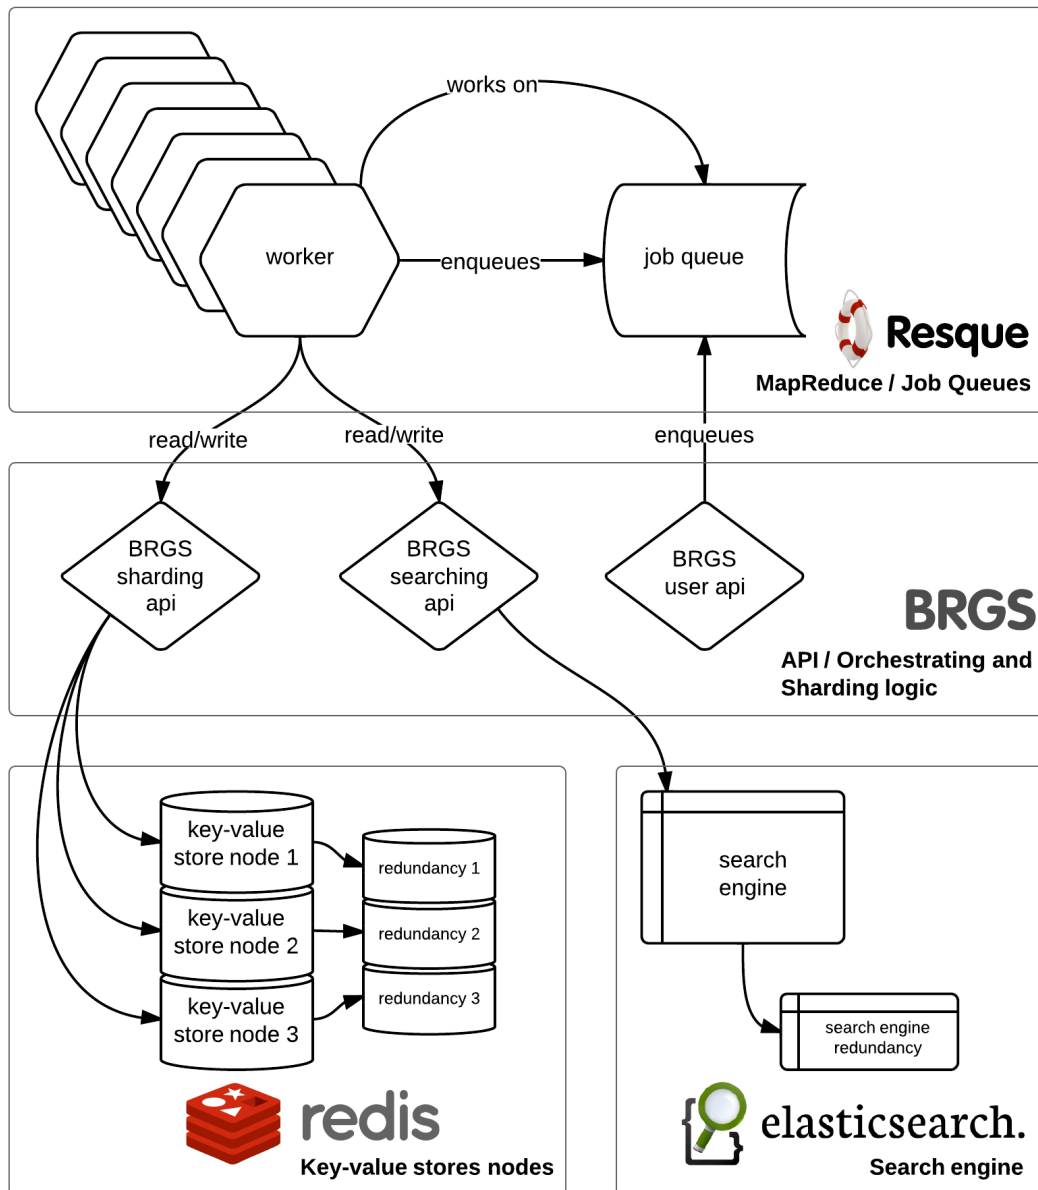 works on
worker
enqueues
job queue
Resque
MapReduce / Job Queues
read/write
read/write
enqueues
BRGS
sharding
api
BRGS
searching
api
BRGS
user api
BRGS
API / Orchestrating and
Sharding logic
key-value
store node 1
key-value
store node 2
key-value
store node 3
redundancy 1
redundancy 2
redundancy 3
redis
Key-value stores nodes
search
engine
search engine
redundancy
elasticsearch.
Search engine